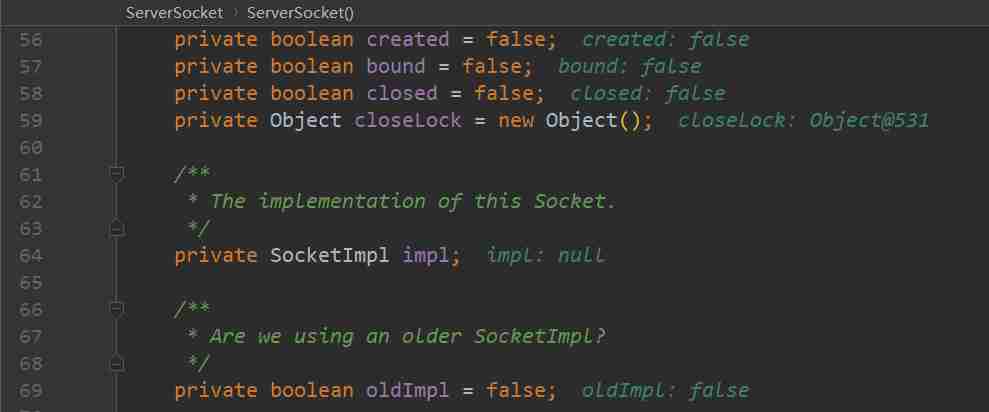 ServerSocket > ServerSocket()
56 private boolean created = false; created: false
57 private boolean bound = false; bound: false
58 private boolean closed = false; closed: false
59 private Object closeLock = new Object(); closeLock: Object@531
60
61 /**
62 * The implementation of this Socket.
63 */
64 private SocketImpl impl; impl: null
65
66 /**
67 * Are we using an older SocketImpl?
68 */
69 private boolean oldImpl = false; oldImpl: false